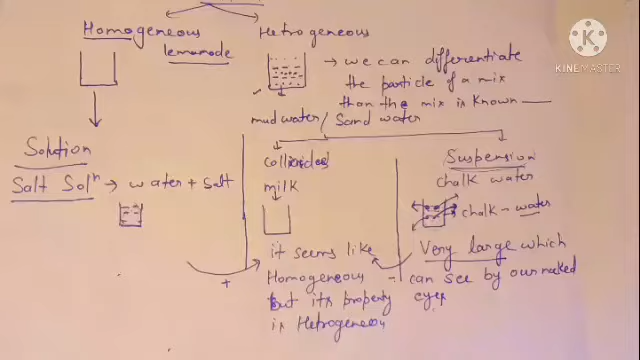 Homogeneous
Hetrogeneous
lemomode
→ we can differentiate
the particle of a mix
than the mix is known —
mud water / Sand water
Solution
Salt Solⁿ → water + salt
colloidal
milk
it seems like
Homogeneous
but its property
is Hetrogeneous
+
Suspension
chalk water
chalk - water
Very large which
- can see by our naked
eyes
KINEMASTER